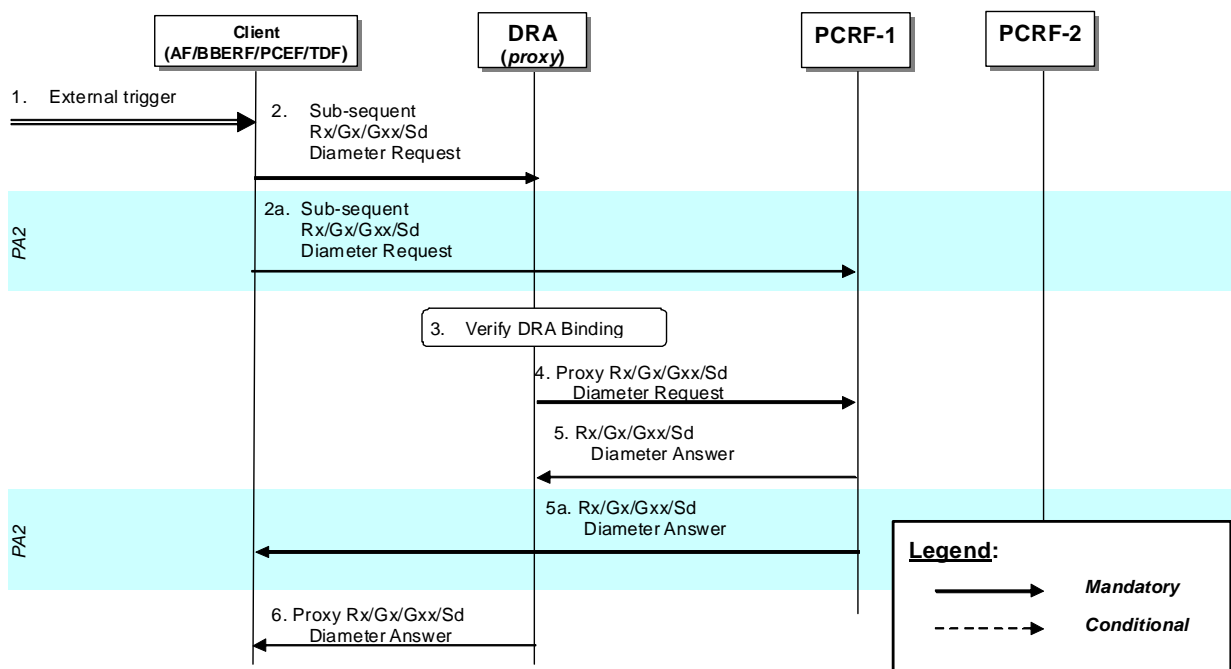 Client
(AF/BBERF/PCEF/TDF)
DRA
(proxy)
PCRF-1
PCRF-2
1. External trigger
2. Sub-sequent
Rx/Gx/Gxx/Sd
Diameter Request
PA2
2a. Sub-sequent
Rx/Gx/Gxx/Sd
Diameter Request
3. Verify DRA Binding
4. Proxy Rx/Gx/Gxx/Sd
Diameter Request
5. Rx/Gx/Gxx/Sd
Diameter Answer
PA2
5a. Rx/Gx/Gxx/Sd
Diameter Answer
6. Proxy Rx/Gx/Gxx/Sd
Diameter Answer
Legend:
Mandatory
Conditional